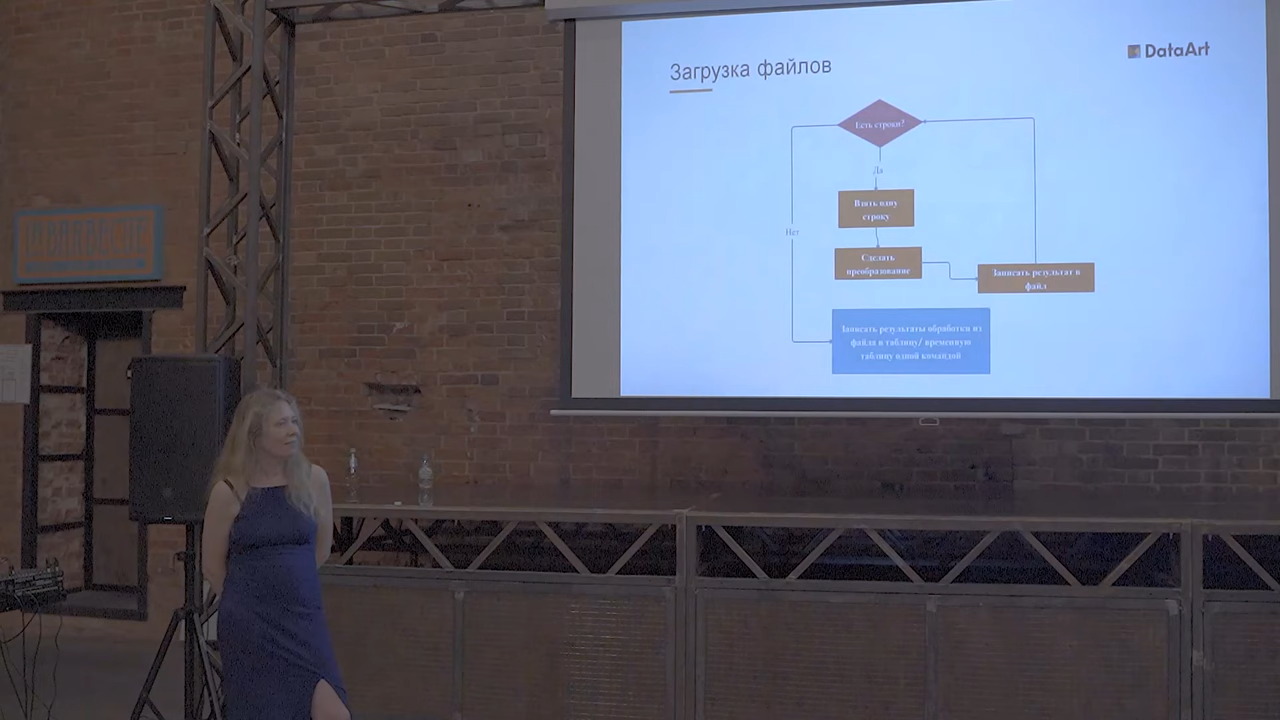 Загрузка файлов
DataArt
Есть строки?
Да
Взять одну
строку
Нет
Сделать
преобразование
Записать результат в
файл
Записать результаты обработки из
файла в таблицу/ временную
таблицу одной командой